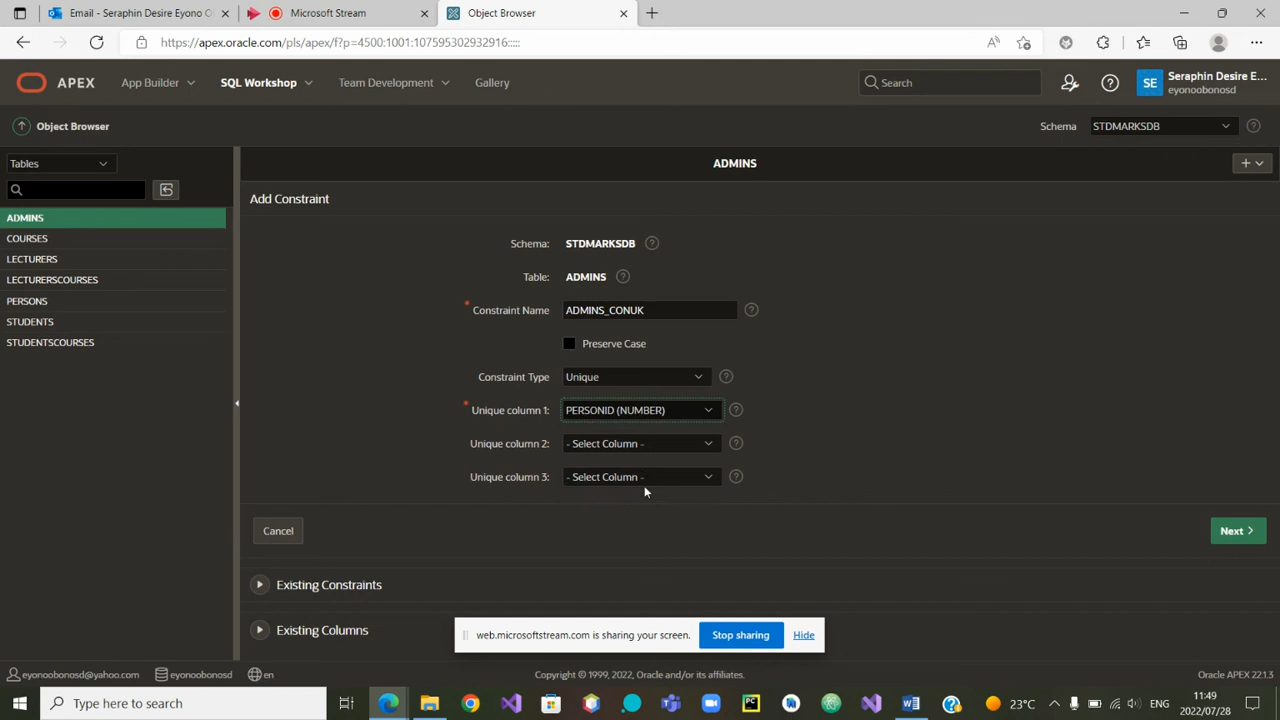 Email - Seraphin Desire Eyono O
Microsoft Stream
Object Browser
https://apex.oracle.com/pls/apex/f?p=4500:1001:107595302932916:::::
APEX
App Builder
SQL Workshop
Team Development
Gallery
Search
SE
Seraphin Desire E...
eyonoobonosd
Object Browser
Schema
STDMARKSDB
Tables
ADMINS
ADMINS
COURSES
LECTURERS
LECTURERSCOURSES
PERSONS
STUDENTS
STUDENTSCOURSES
Add Constraint
Schema: STDMARKSDB
Table: ADMINS
* Constraint Name ADMINS_CONUK
Preserve Case
Constraint Type Unique
* Unique column 1: PERSONID (NUMBER)
Unique column 2: - Select Column -
Unique column 3: - Select Column -
Cancel
Next
Existing Constraints
Existing Columns
web.microsoftstream.com is sharing your screen. Stop sharing Hide
eyonoobonosd@yahoo.com eyonoobonosd en
Copyright © 1999, 2022, Oracle and/or its affiliates.
Oracle APEX 22.1.3
Type here to search
23°C
ENG
11:49
2022/07/28